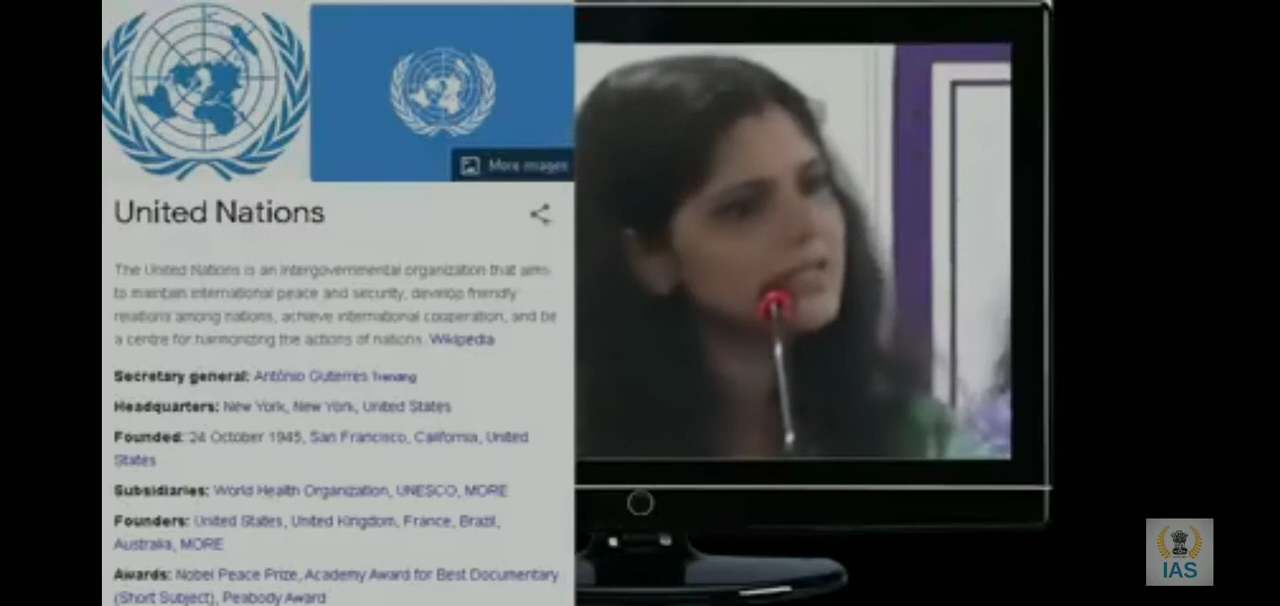 More images
United Nations
The United Nations is an intergovernmental organization that aims
to maintain international peace and security, develop friendly
relations among nations, achieve international cooperation, and be
a centre for harmonizing the actions of nations. Wikipedia
Secretary general: António Guterres Trending
Headquarters: New York, New York, United States
Founded: 24 October 1945, San Francisco, California, United
States
Subsidiaries: World Health Organization, UNESCO, MORE
Founders: United States, United Kingdom, France, Brazil,
Australia, MORE
Awards: Nobel Peace Prize, Academy Award for Best Documentary
(Short Subject), Peabody Award
IAS